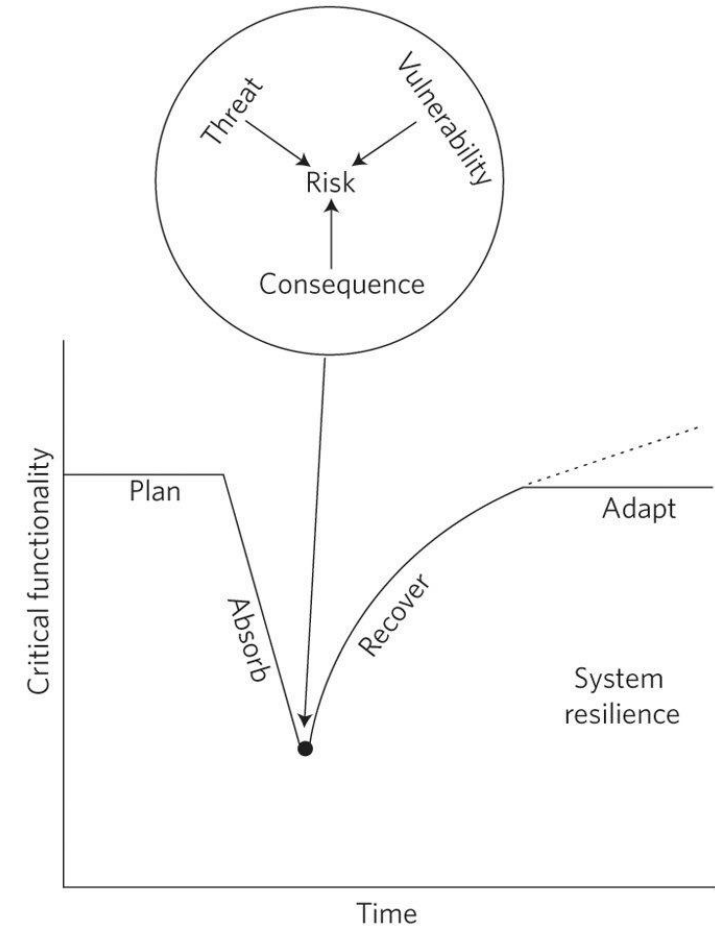 Threat
Vulnerability
Risk
Consequence
Critical functionality
Plan
Absorb
Recover
Adapt
System
resilience
Time